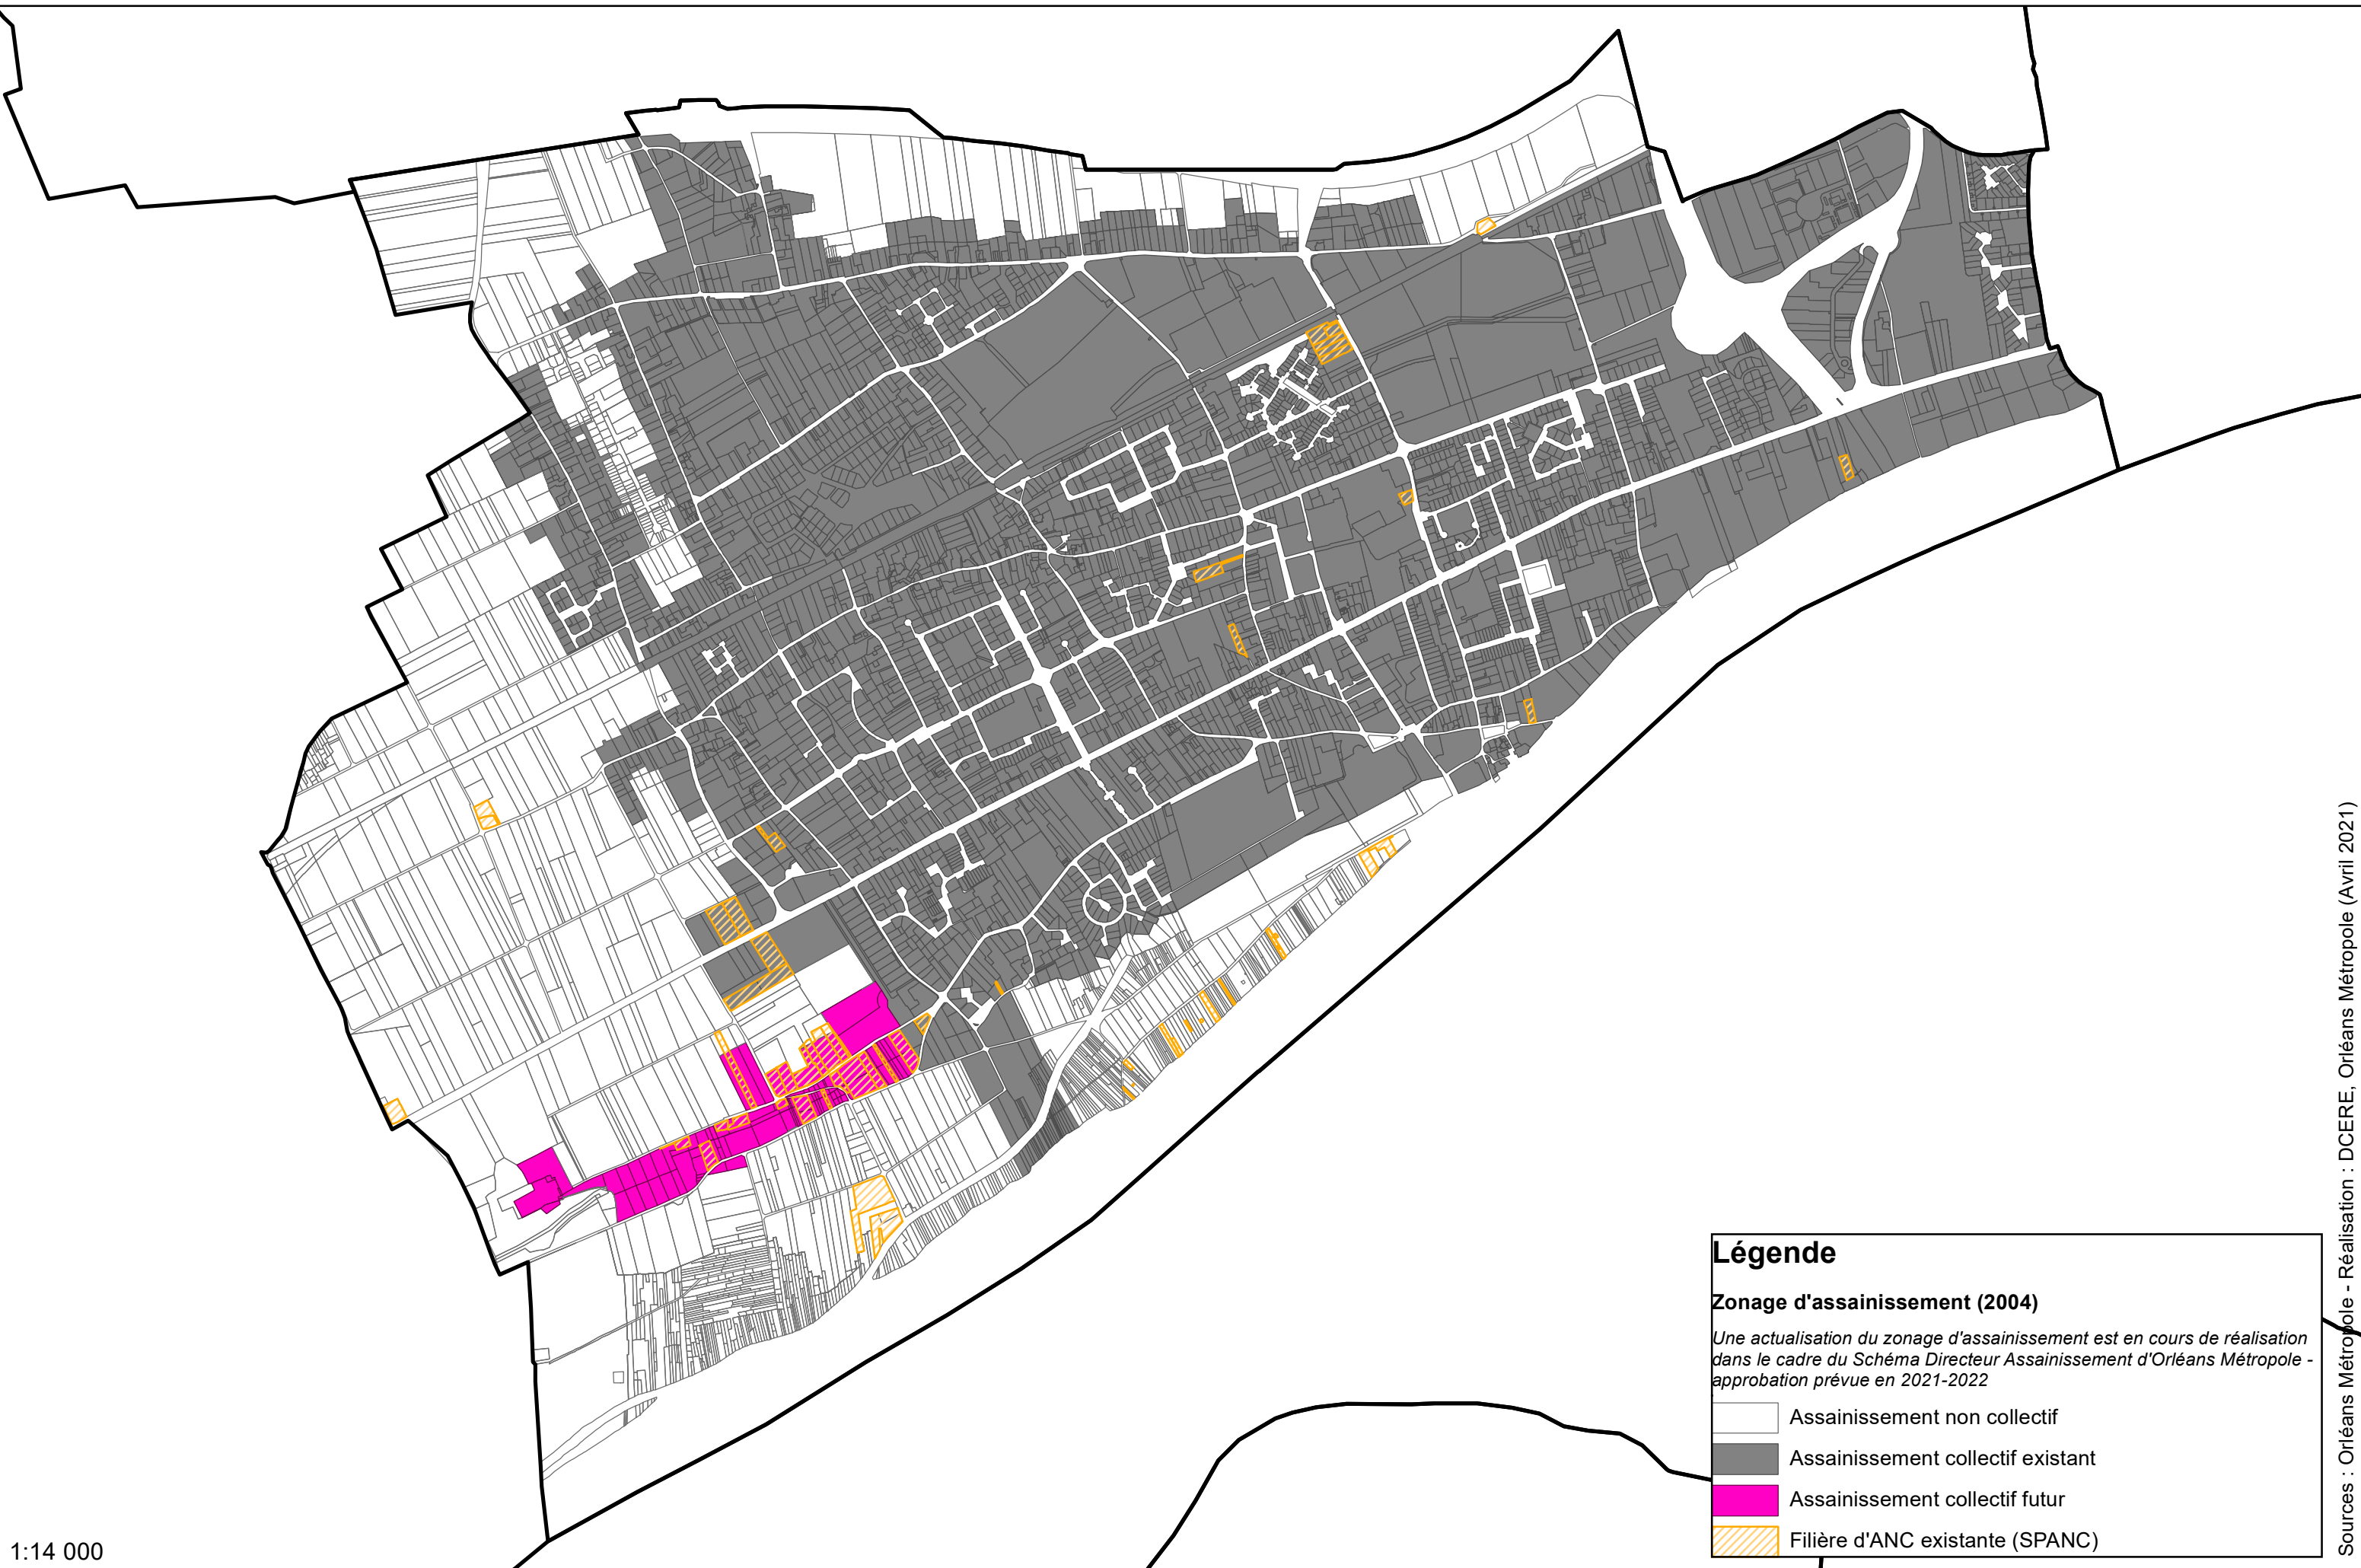 Légende
Zonage d'assainissement (2004)
Une actualisation du zonage d'assainissement est en cours de réalisation
dans le cadre du Schéma Directeur Assainissement d'Orléans Métropole -
approbation prévue en 2021-2022
Assainissement non collectif
Assainissement collectif existant
Assainissement collectif futur
Filière d'ANC existante (SPANC)
Sources : Orléans Métropole - Réalisation : DCERE, Orléans Métropole (Avril 2021)
1:14 000